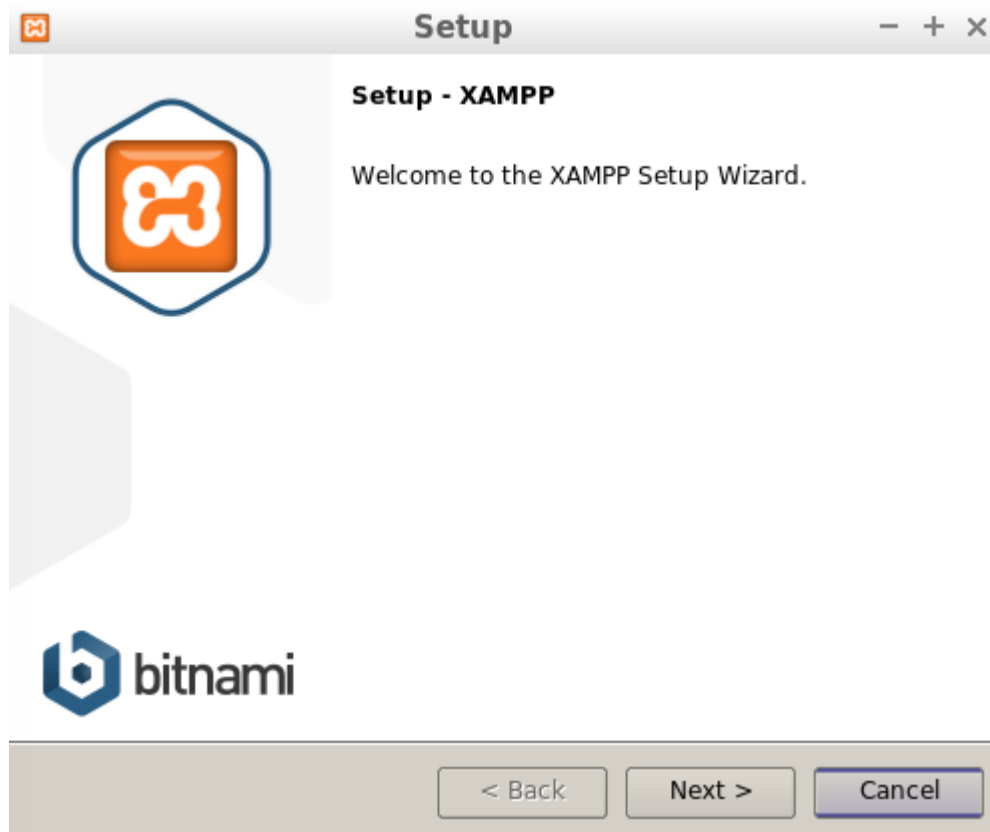 Setup
Setup - XAMPP
Welcome to the XAMPP Setup Wizard.
bitnami
< Back Next > Cancel